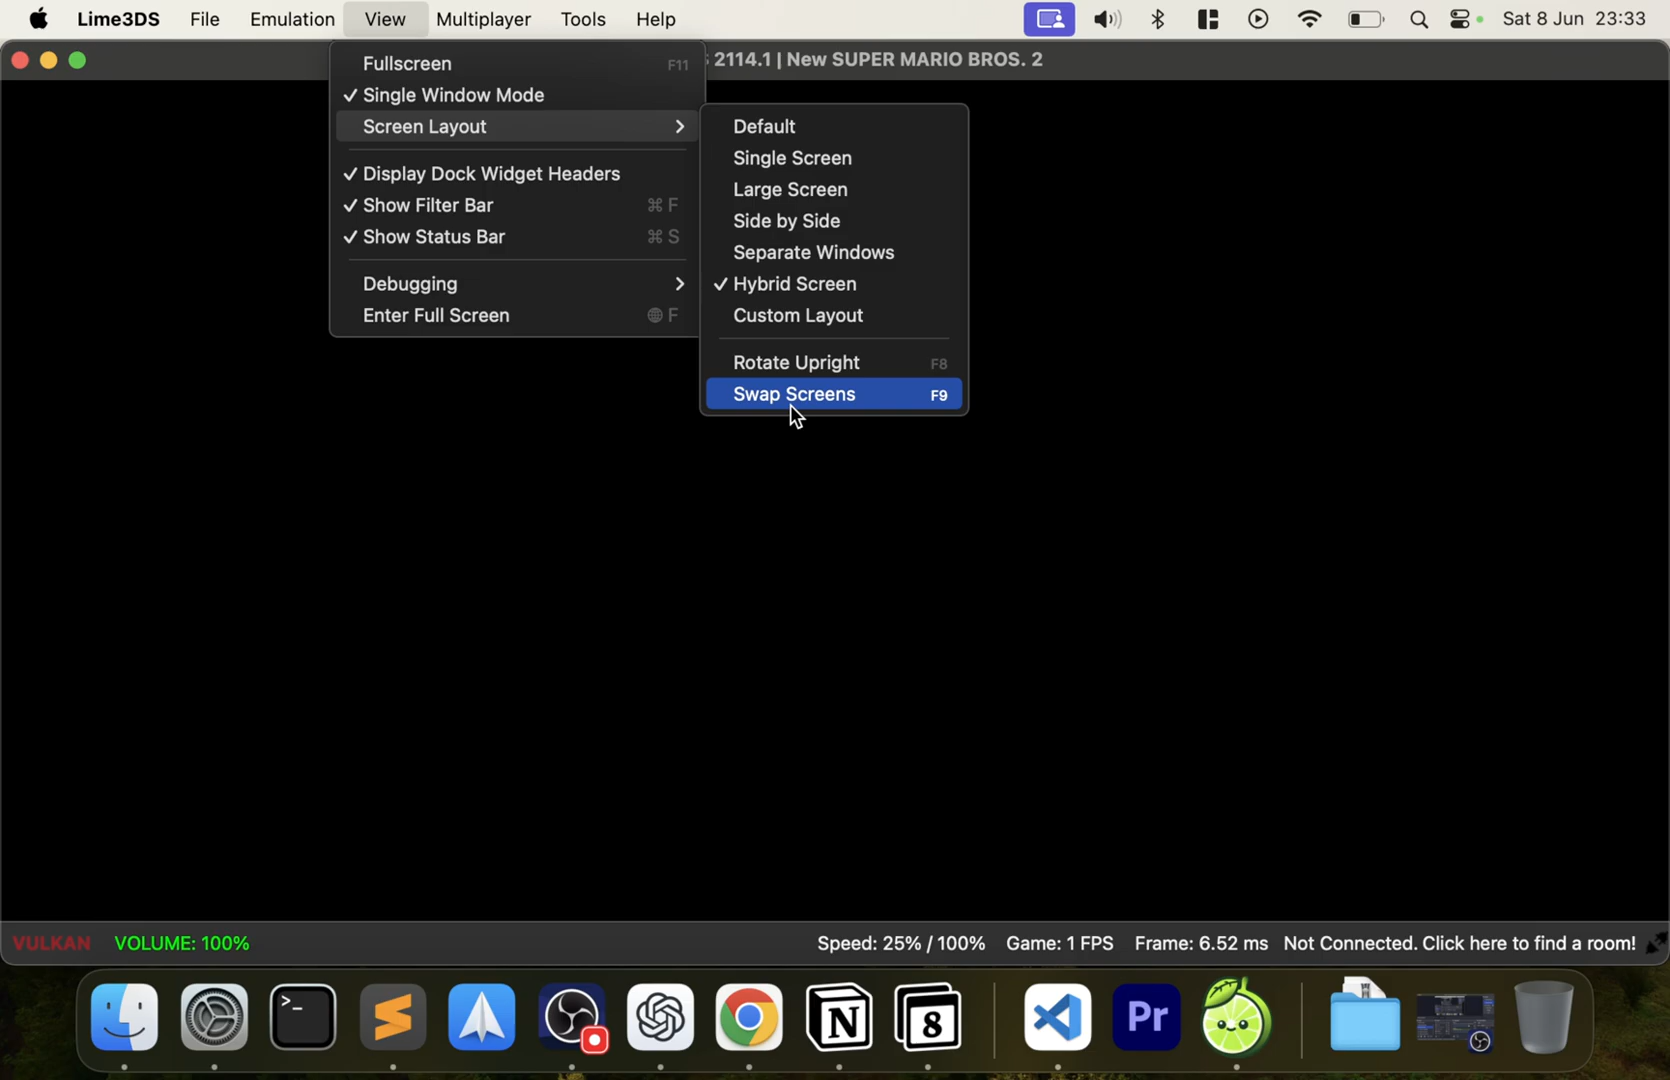 Lime3DS File Emulation View Multiplayer Tools Help Sat 8 Jun 23:33
2114.1 | New SUPER MARIO BROS. 2
Fullscreen F11
✓ Single Window Mode
Screen Layout >
✓ Display Dock Widget Headers
✓ Show Filter Bar ⌘ F
✓ Show Status Bar ⌘ S
Debugging >
Enter Full Screen F
Default
Single Screen
Large Screen
Side by Side
Separate Windows
✓ Hybrid Screen
Custom Layout
Rotate Upright F8
Swap Screens F9
VULKAN VOLUME: 100% Speed: 25% / 100% Game: 1 FPS Frame: 6.52 ms Not Connected. Click here to find a room!
>_ N 8 Pr